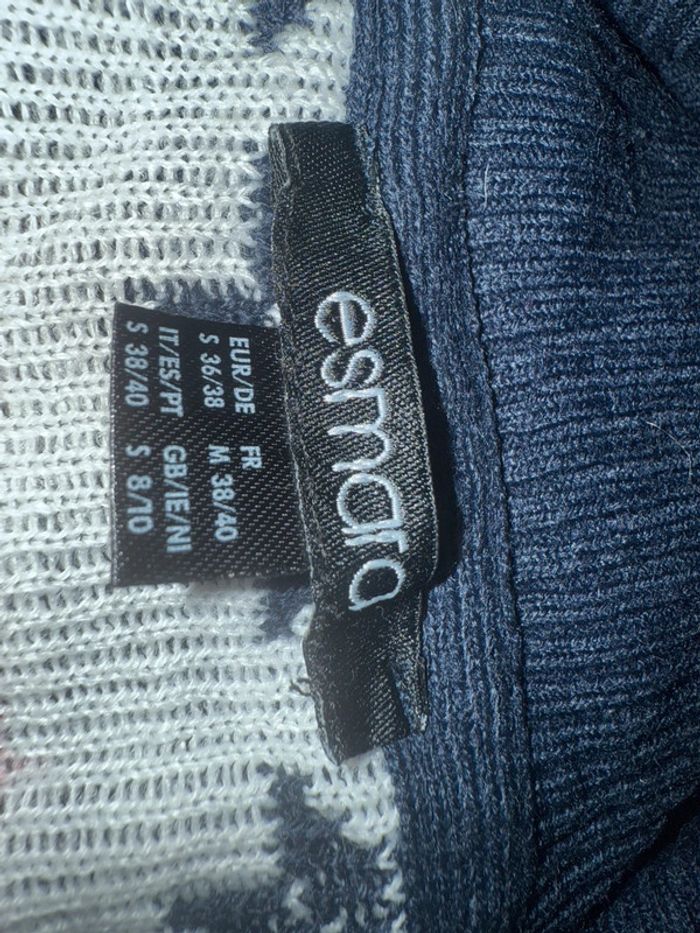 esmara
EUR/DE FR
S 36/38 M 38/40
IT/ES/PT GB/IE/NI
S 38/40 S 8/10